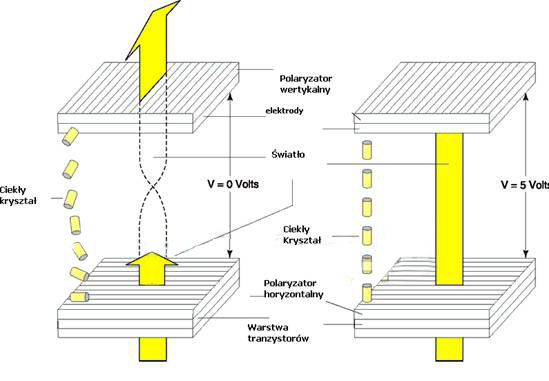 Polaryzator
wertykalny
elektrody
Światło
Ciekły
kryształ
V = 0 Volts
Ciekły
Kryształ
V = 5 Volts
Polaryzator
horyzontalny
Warstwa
tranzystorów